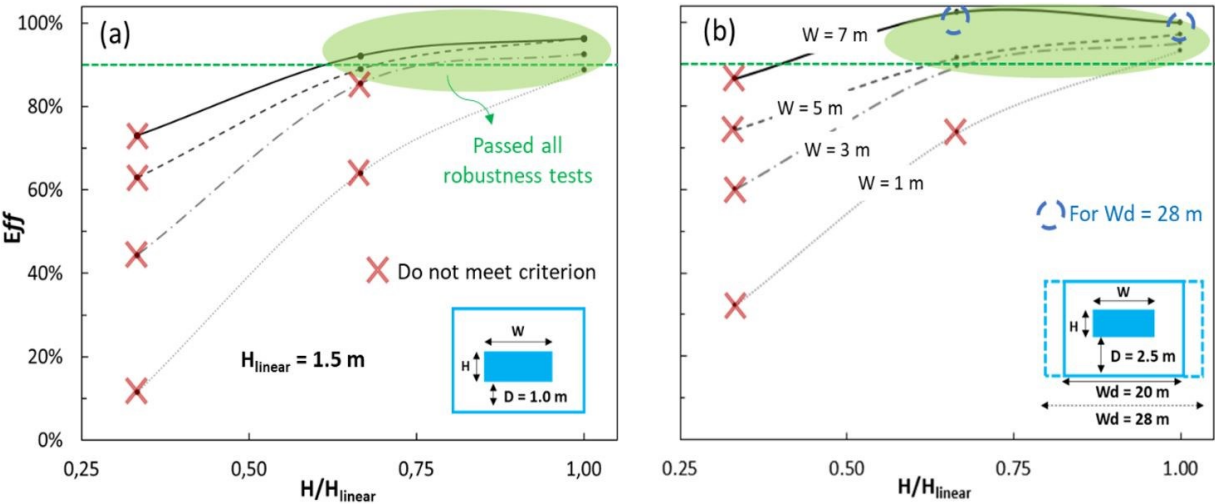 (a)
100%
80%
60%
40%
20%
0%
Eff
0,25
0,50
0,75
1,00
H/Hlinear
Passed all
robustness tests
Do not meet criterion
Hlinear = 1.5 m
W
H
D = 1.0 m
(b)
W = 7 m
W = 5 m
W = 3 m
W = 1 m
For Wd = 28 m
W
H
D = 2.5 m
Wd = 20 m
Wd = 28 m
0.25
0.50
0.75
1.00
H/Hlinear